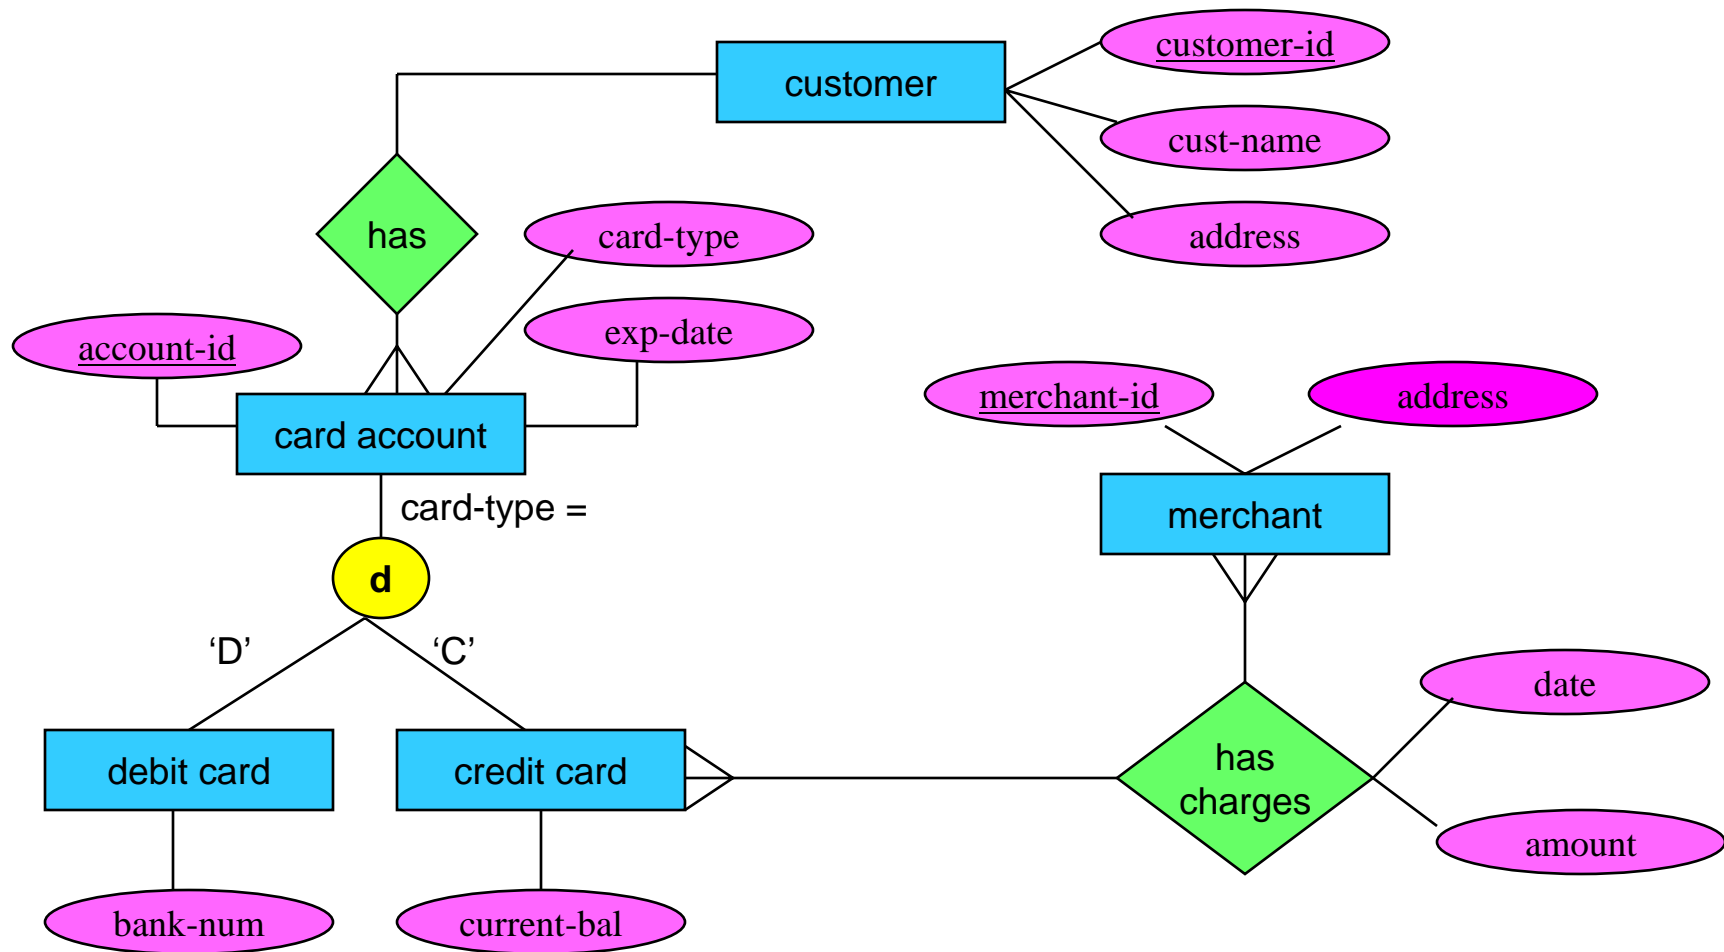 customer-id
customer
cust-name
has
card-type
address
account-id
exp-date
merchant-id
address
card account
card-type =
merchant
d
‘D’
‘C’
date
debit card
credit card
has
charges
amount
bank-num
current-bal